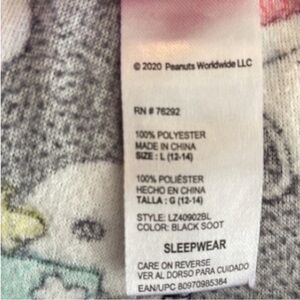 © 2020 Peanuts Worldwide LLC
RN # 76292
100% POLYESTER
MADE IN CHINA
SIZE : L (12-14)
100% POLIÉSTER
HECHO EN CHINA
TALLA : G (12-14)
STYLE: LZ40902BL
COLOR: BLACK SOOT
SLEEPWEAR
CARE ON REVERSE
VER AL DORSO PARA CUIDADO
EAN/UPC 80970985384